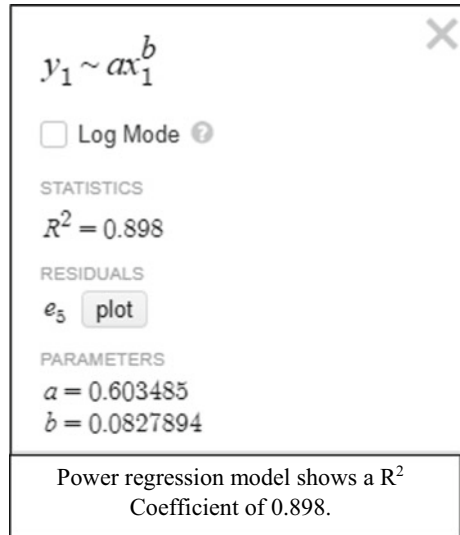 y₁ ~ ax₁ᵇ
Log Mode ?
STATISTICS
R² = 0.898
RESIDUALS
e₅ plot
PARAMETERS
a = 0.603485
b = 0.0827894
Power regression model shows a R²
Coefficient of 0.898.